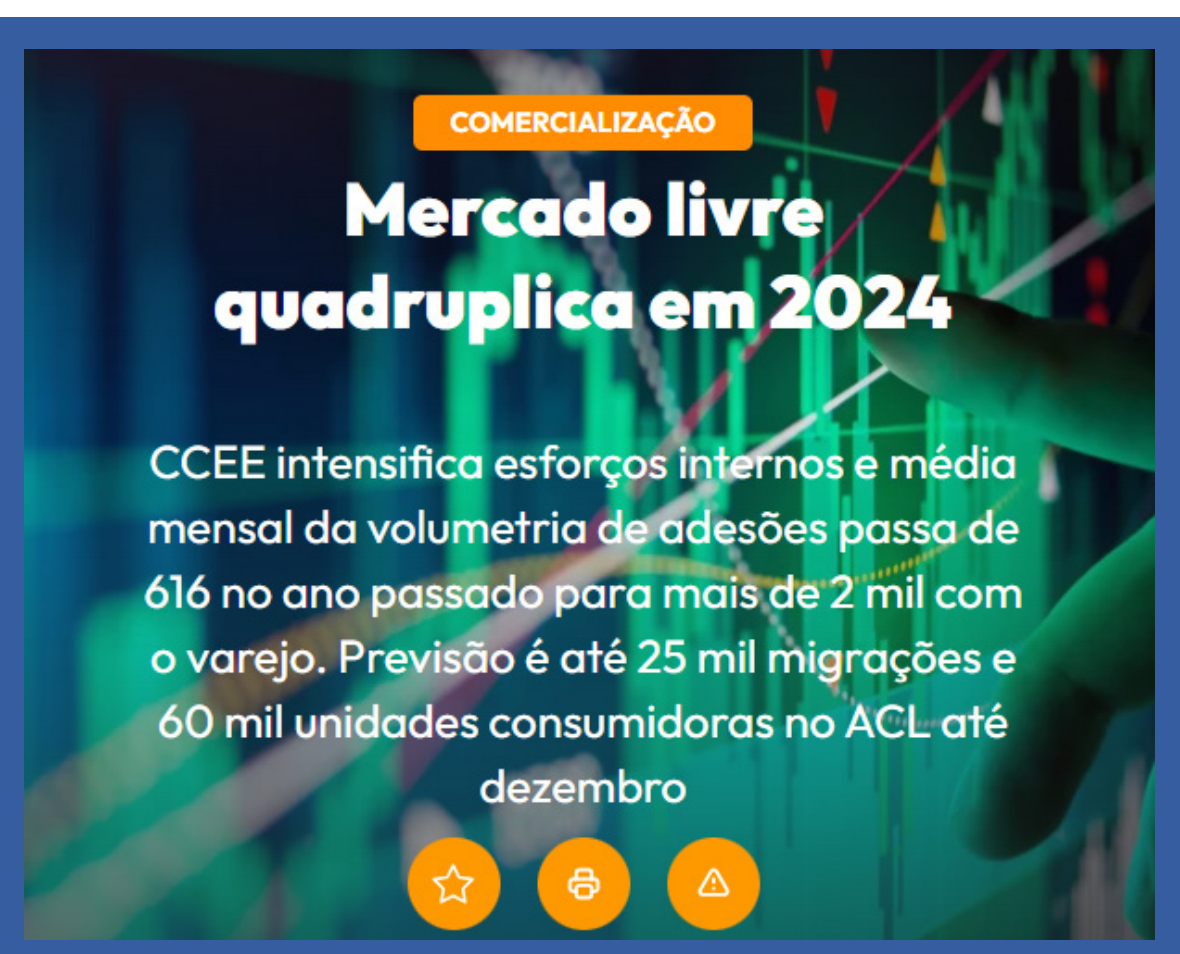 COMERCIALIZAÇÃO
Mercado livre
quadruplica em 2024
CCEE intensifica esforços internos e média
mensal da volumetria de adesões passa de
616 no ano passado para mais de 2 mil com
o varejo. Previsão é até 25 mil migrações e
60 mil unidades consumidoras no ACL até
dezembro